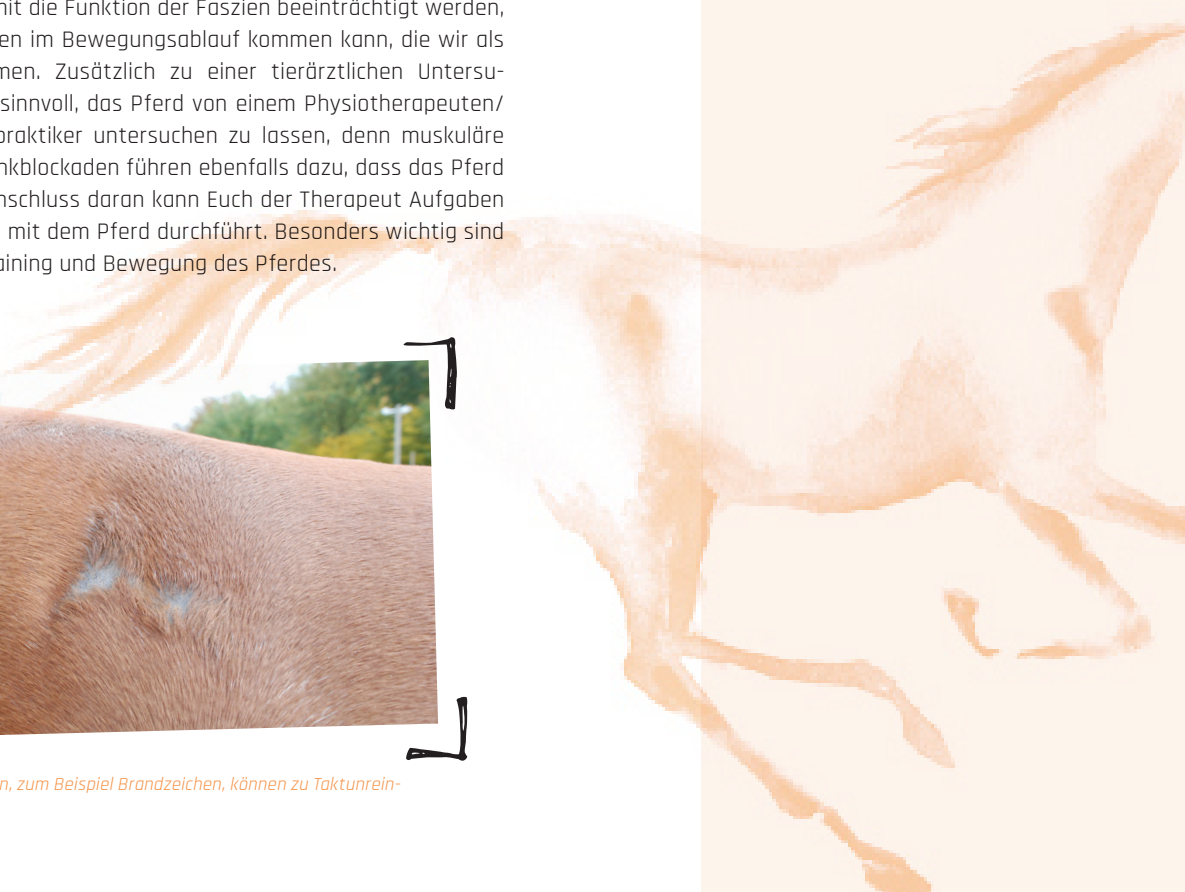 mit die Funktion der Faszien beeinträchtigt werden,
en im Bewegungsablauf kommen kann, die wir als
men. Zusätzlich zu einer tierärztlichen Untersu-
sinnvoll, das Pferd von einem Physiotherapeuten/
praktiker untersuchen zu lassen, denn muskuläre
nkblockaden führen ebenfalls dazu, dass das Pferd
nschluss daran kann Euch der Therapeut Aufgaben
mit dem Pferd durchführt. Besonders wichtig sind
aining und Bewegung des Pferdes.
n, zum Beispiel Brandzeichen, können zu Taktunrein-